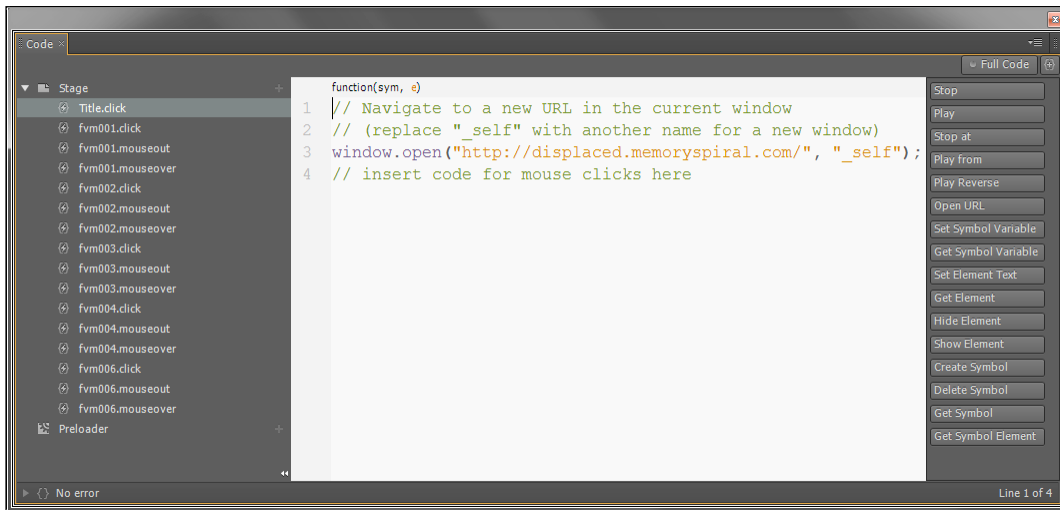 Code
Full Code
Stage
Title.click
fvm001.click
fvm001.mouseout
fvm001.mouseover
fvm002.click
fvm002.mouseout
fvm002.mouseover
fvm003.click
fvm003.mouseout
fvm003.mouseover
fvm004.click
fvm004.mouseout
fvm004.mouseover
fvm006.click
fvm006.mouseout
fvm006.mouseover
Preloader
function(sym, e)
1 // Navigate to a new URL in the current window
2 // (replace "_self" with another name for a new window)
3 window.open("http://displaced.memoryspiral.com/", "_self");
4 // insert code for mouse clicks here
Stop
Play
Stop at
Play from
Play Reverse
Open URL
Set Symbol Variable
Get Symbol Variable
Set Element Text
Get Element
Hide Element
Show Element
Create Symbol
Delete Symbol
Get Symbol
Get Symbol Element
{} No error
Line 1 of 4